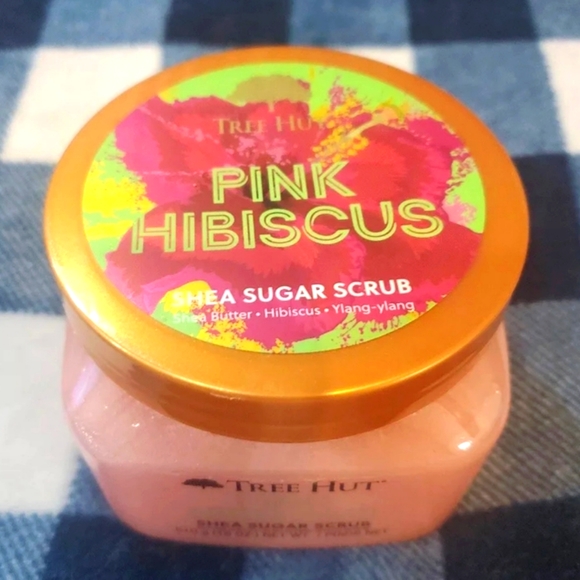 TREE HUT
PINK
HIBISCUS
SHEA SUGAR SCRUB
Shea Butter • Hibiscus • Ylang-ylang
TREE HUT
SHEA SUGAR SCRUB